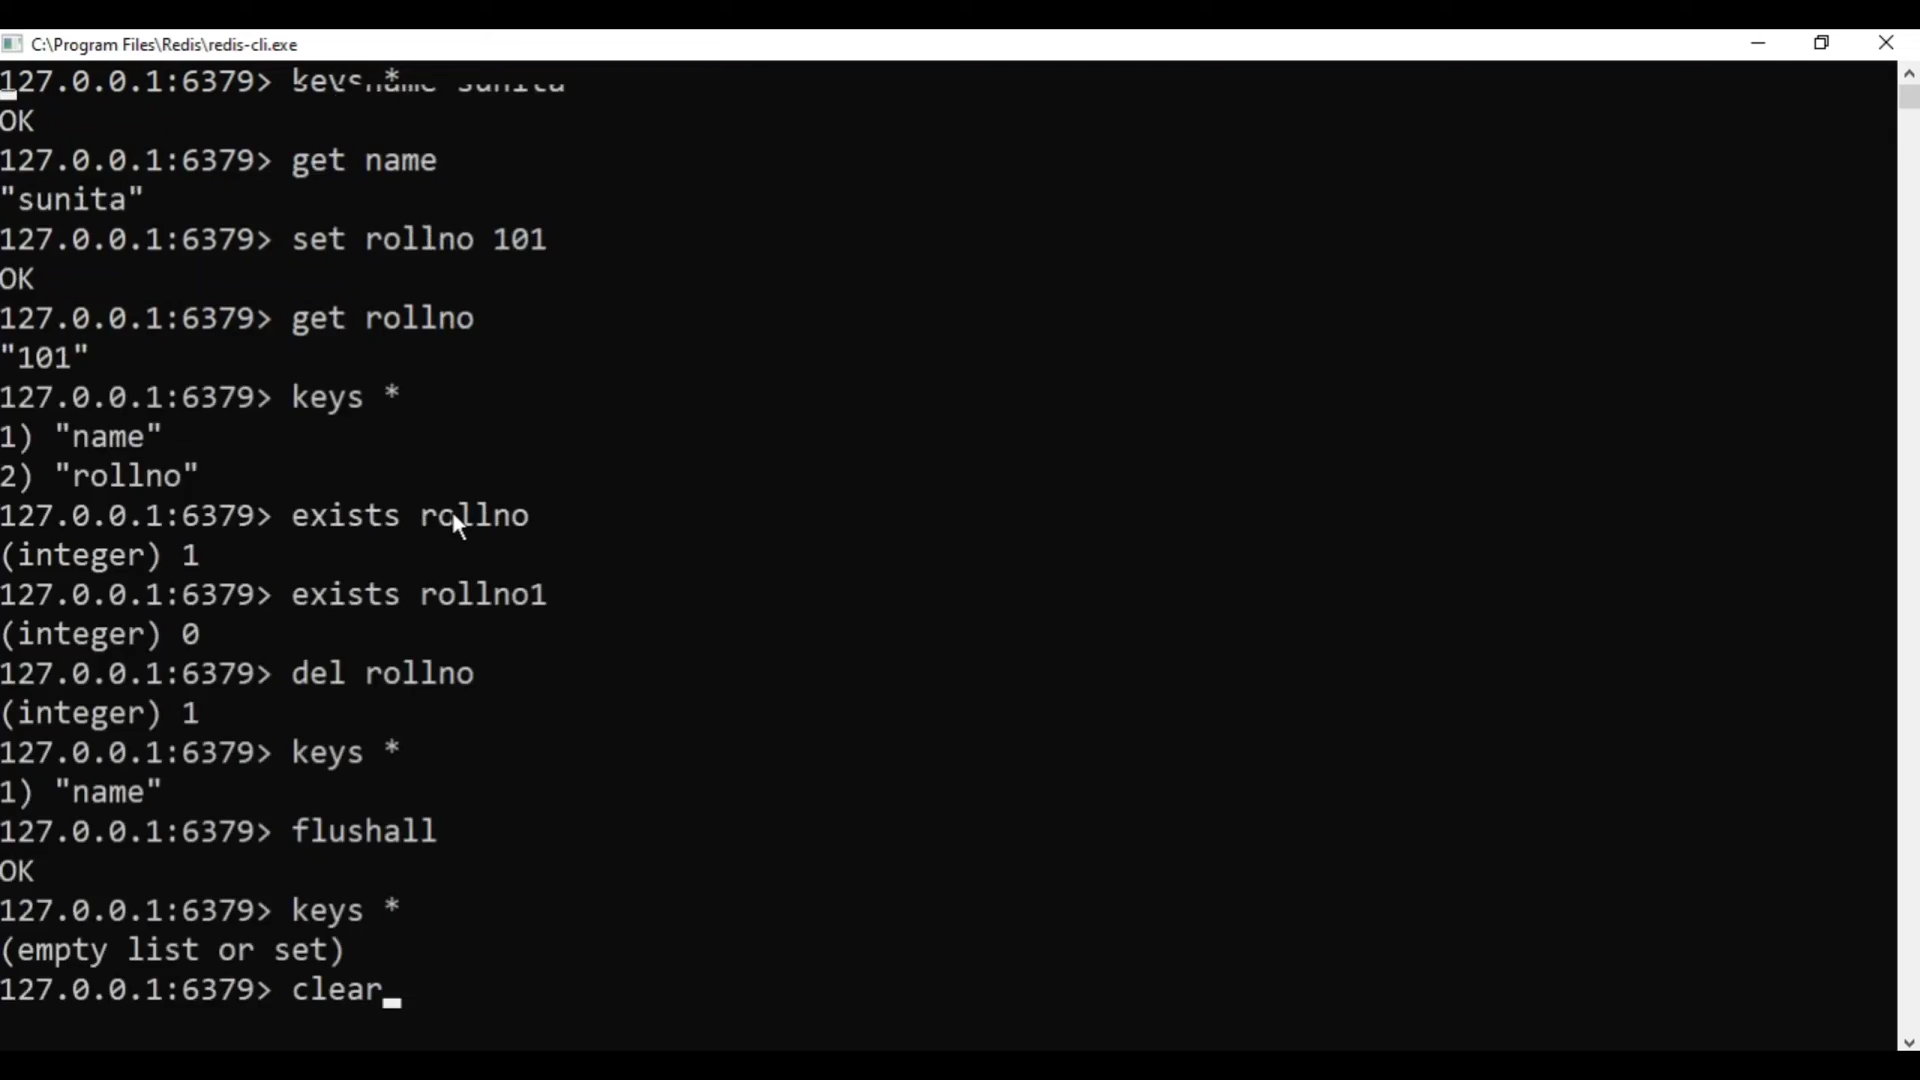 C:\Program Files\Redis\redis-cli.exe
127.0.0.1:6379>
OK
127.0.0.1:6379> get name
"sunita"
127.0.0.1:6379> set rollno 101
OK
127.0.0.1:6379> get rollno
"101"
127.0.0.1:6379> keys *
1) "name"
2) "rollno"
127.0.0.1:6379> exists rollno
(integer) 1
127.0.0.1:6379> exists rollno1
(integer) 0
127.0.0.1:6379> del rollno
(integer) 1
127.0.0.1:6379> keys *
1) "name"
127.0.0.1:6379> flushall
OK
127.0.0.1:6379> keys *
(empty list or set)
127.0.0.1:6379> clear